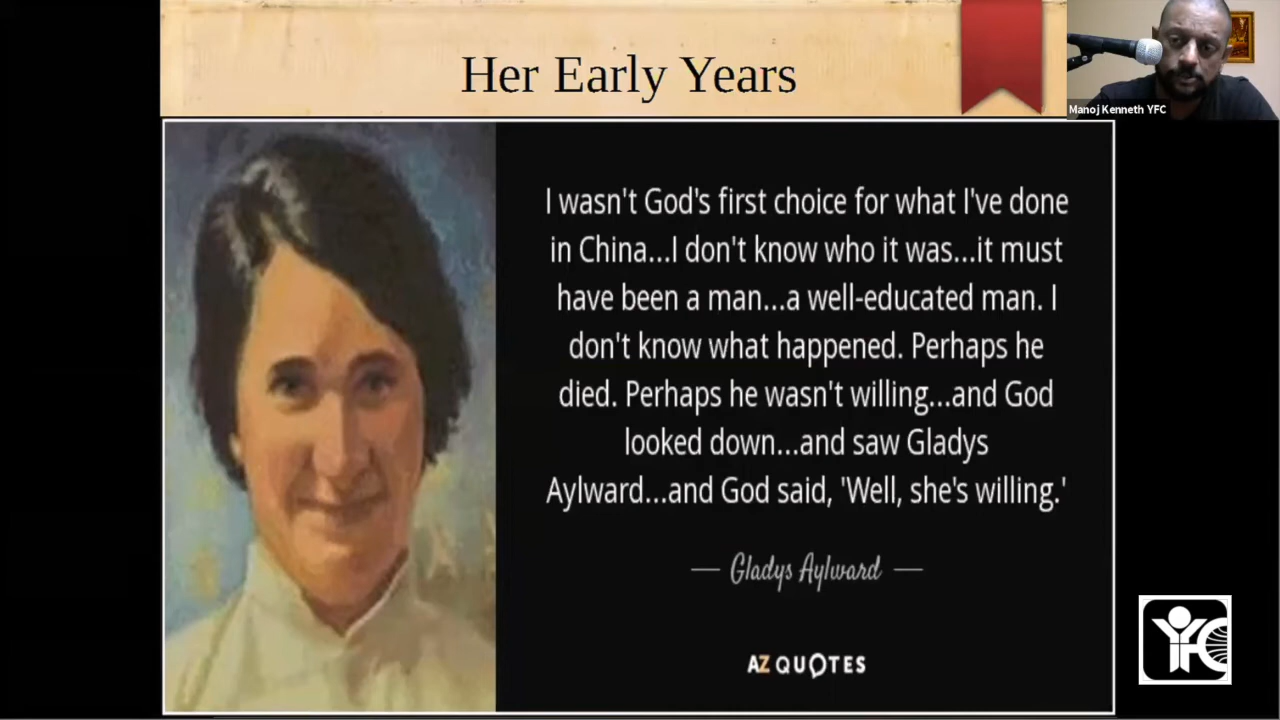 Her Early Years
Manoj Kenneth YFC
I wasn't God's first choice for what I've done
in China...I don't know who it was...it must
have been a man...a well-educated man. I
don't know what happened. Perhaps he
died. Perhaps he wasn't willing...and God
looked down...and saw Gladys
Aylward...and God said, 'Well, she's willing.'
— Gladys Aylward —
AZ QUOTES
YFC